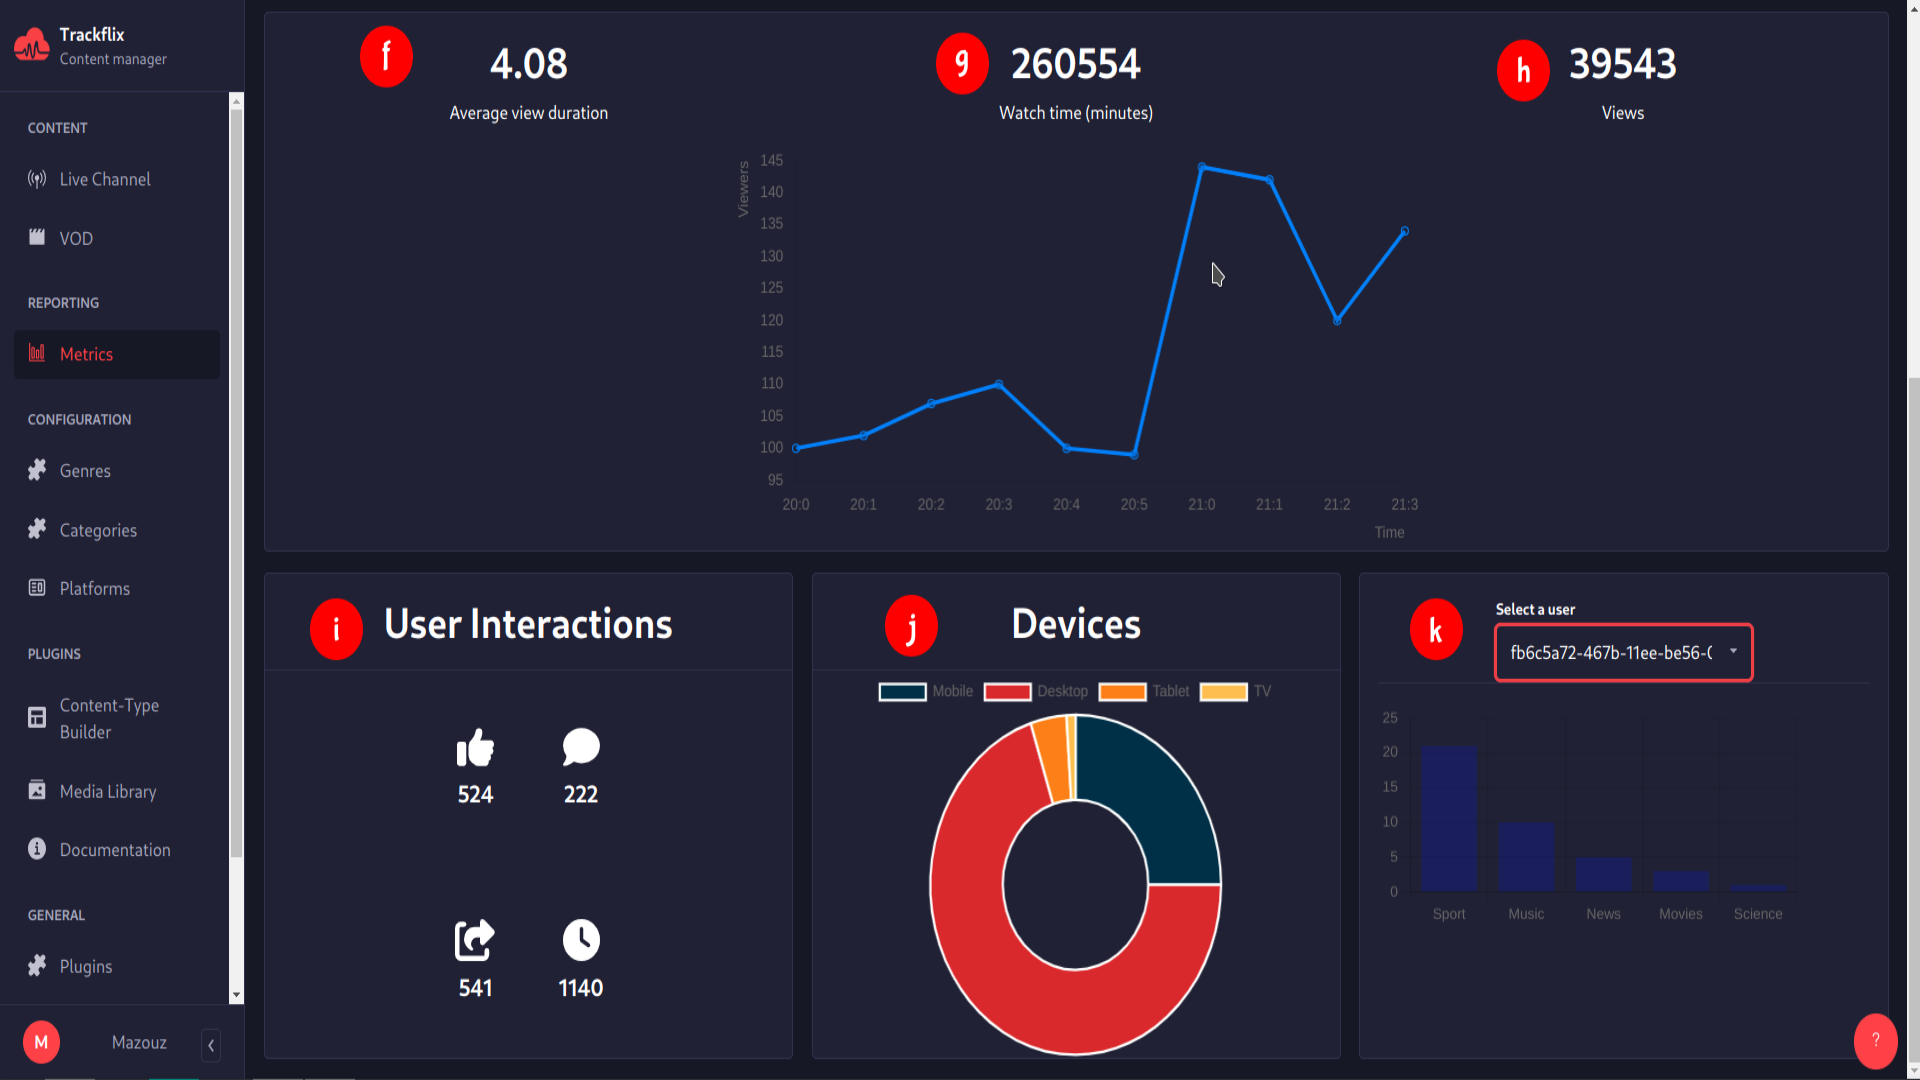 Trackflix
Content manager
CONTENT
Live Channel
VOD
REPORTING
Metrics
CONFIGURATION
Genres
Categories
Platforms
PLUGINS
Content-Type
Builder
Media Library
Documentation
GENERAL
Plugins
M Mazouz
f 4.08
Average view duration
g 260554
Watch time (minutes)
h 39543
Views
Viewers
145
140
135
130
125
120
115
110
105
100
95
20:0 20:1 20:2 20:3 20:4 20:5 21:0 21:1 21:2 21:3
Time
i User Interactions
524 222
541 1140
j Devices
Mobile Desktop Tablet TV
k Select a user
fb6c5a72-467b-11ee-be56-
25
20
15
10
5
0
Sport Music News Movies Science
?